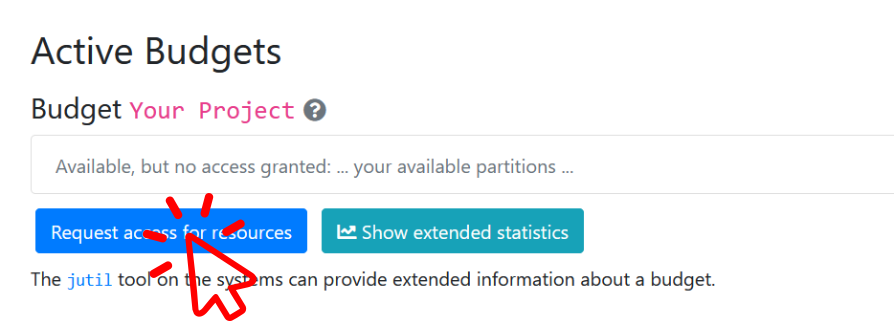 Active Budgets
Budget Your Project ?
Available, but no access granted: ... your available partitions ...
Request access for resources Show extended statistics
The jutil tool on the systems can provide extended information about a budget.